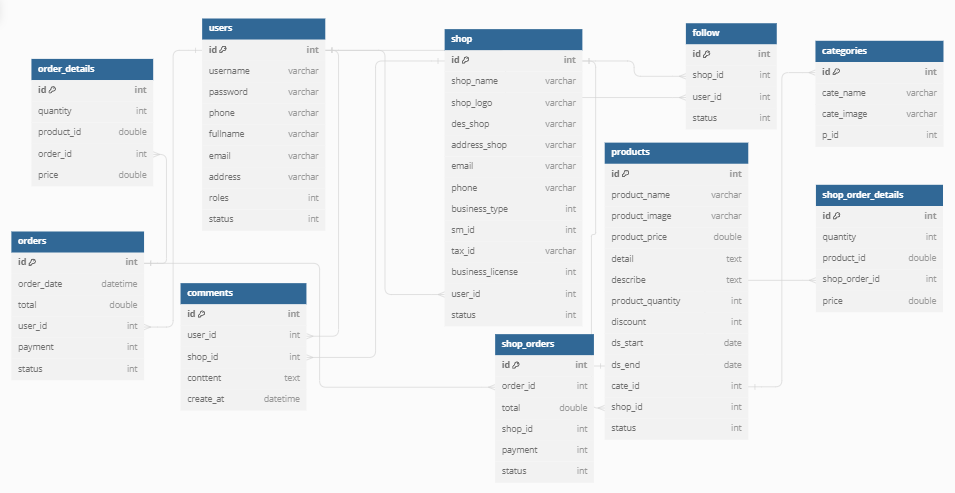 users
id int
username varchar
password varchar
phone varchar
fullname varchar
email varchar
address varchar
roles int
status int
order_details
id int
quantity int
product_id double
order_id int
price double
orders
id int
order_date datetime
total double
user_id int
payment int
status int
comments
id int
user_id int
shop_id int
conttent text
create_at datetime
shop
id int
shop_name varchar
shop_logo varchar
des_shop varchar
address_shop varchar
email varchar
phone varchar
business_type int
sm_id int
tax_id varchar
business_license int
user_id int
status int
shop_orders
id int
order_id int
total double
shop_id int
payment int
status int
follow
id int
shop_id int
user_id int
status int
products
id int
product_name varchar
product_image varchar
product_price double
detail text
describe text
product_quantity int
discount int
ds_start date
ds_end date
cate_id int
shop_id int
status int
categories
id int
cate_name varchar
cate_image varchar
p_id int
shop_order_details
id int
quantity int
product_id double
shop_order_id int
price double